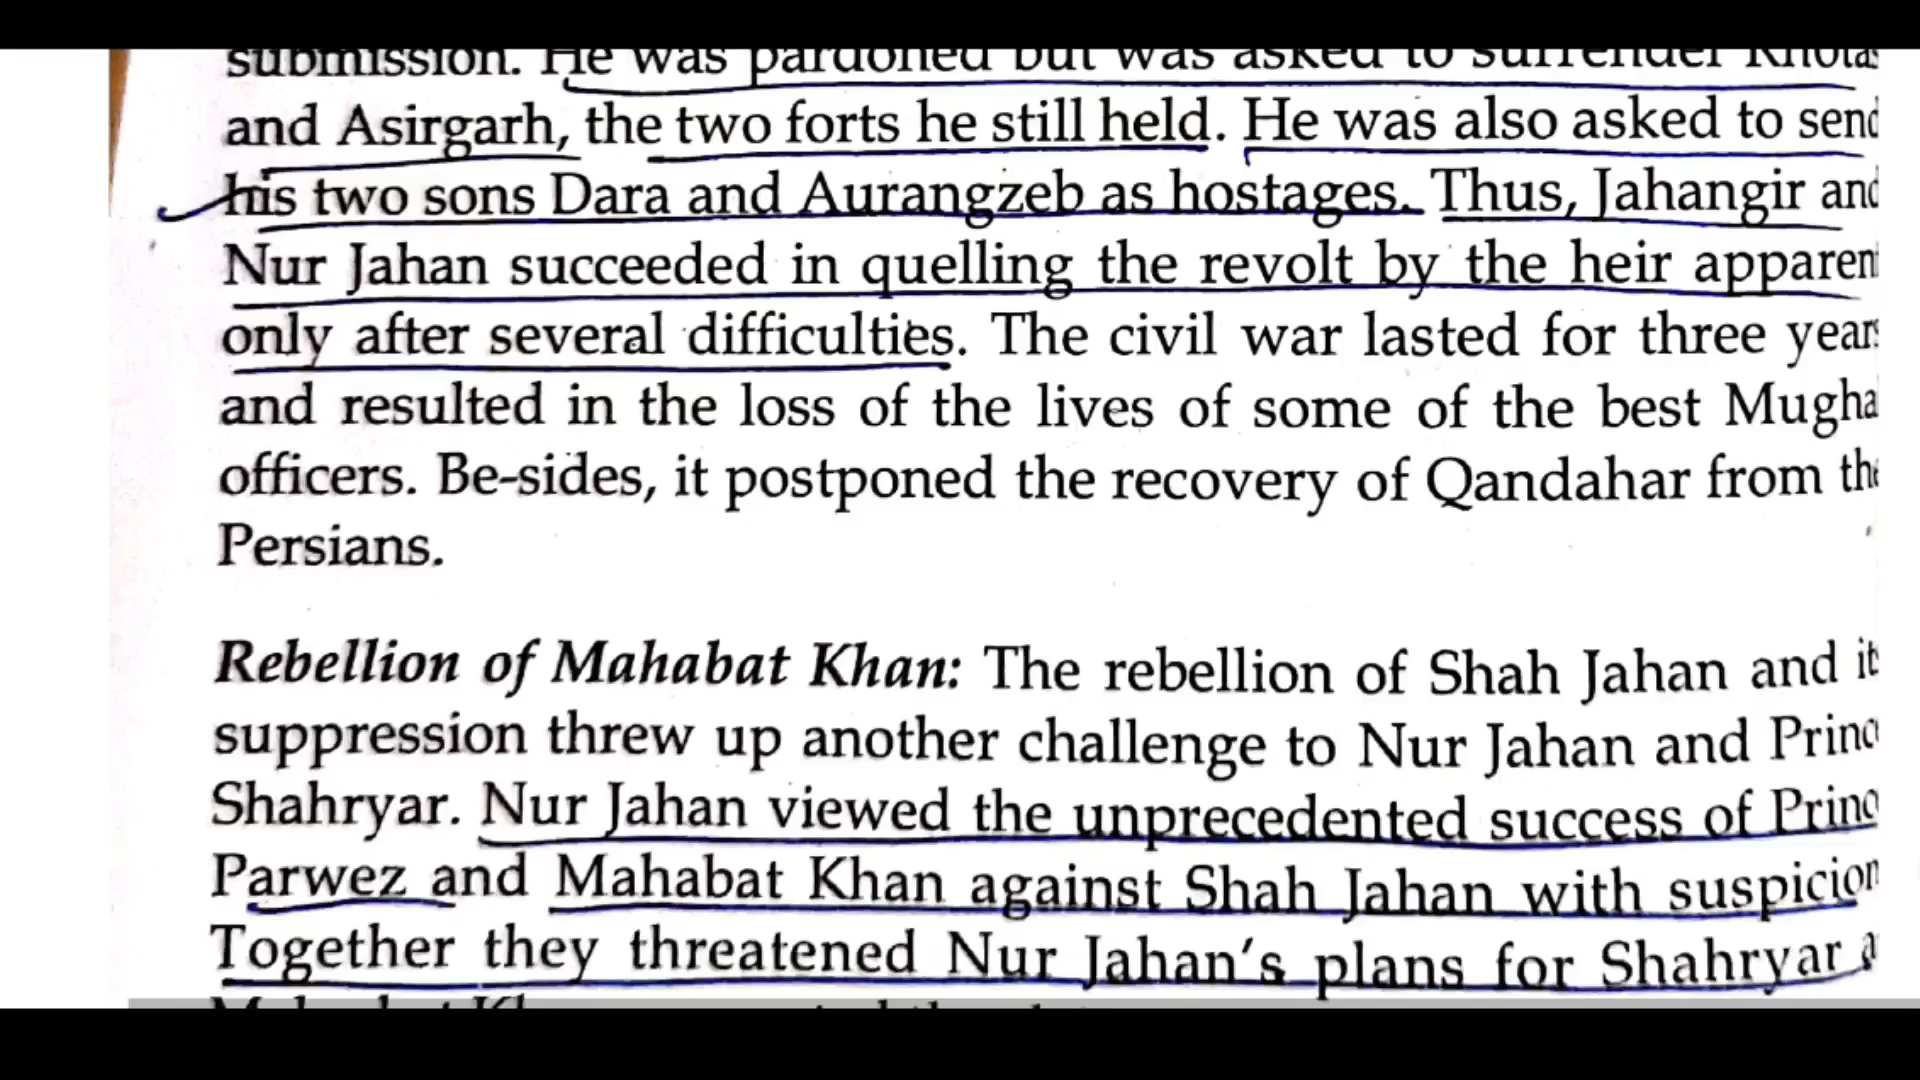 submission. He was pardoned but was asked to surrender Rhotas
and Asirgarh, the two forts he still held. He was also asked to send
his two sons Dara and Aurangzeb as hostages. Thus, Jahangir and
Nur Jahan succeeded in quelling the revolt by the heir apparent
only after several difficulties. The civil war lasted for three years
and resulted in the loss of the lives of some of the best Mugha
officers. Be-sides, it postponed the recovery of Qandahar from the
Persians.
Rebellion of Mahabat Khan: The rebellion of Shah Jahan and it
suppression threw up another challenge to Nur Jahan and Princ
Shahryar. Nur Jahan viewed the unprecedented success of Princ
Parwez and Mahabat Khan against Shah Jahan with suspicion
Together they threatened Nur Jahan's plans for Shahryar a